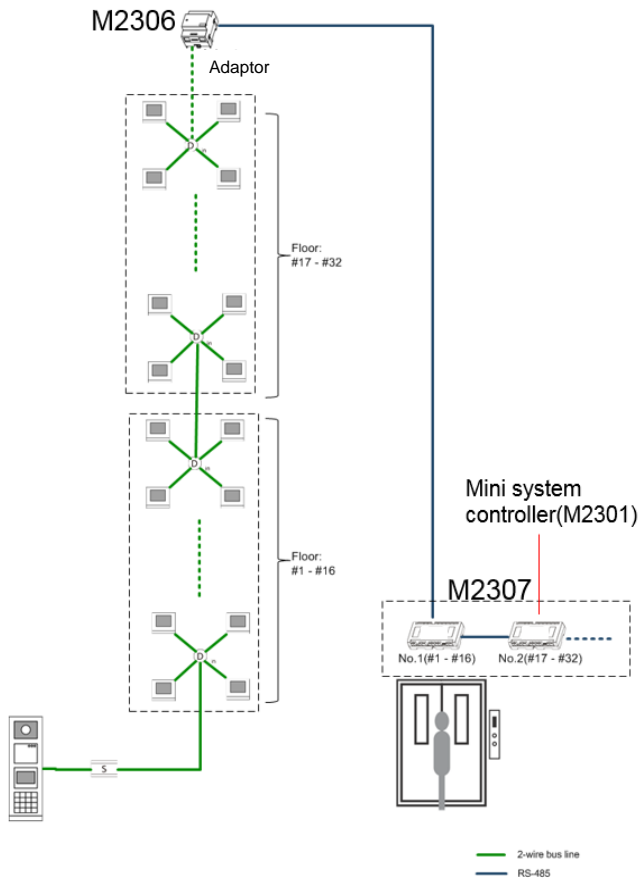 M2306
Adaptor
D
n
Floor:
#17 - #32
D
m
D
n
Floor:
#1 - #16
D
n
S
Mini system
controller(M2301)
M2307
No.1(#1 - #16)
No.2(#17 - #32)
2-wire bus line
RS-485